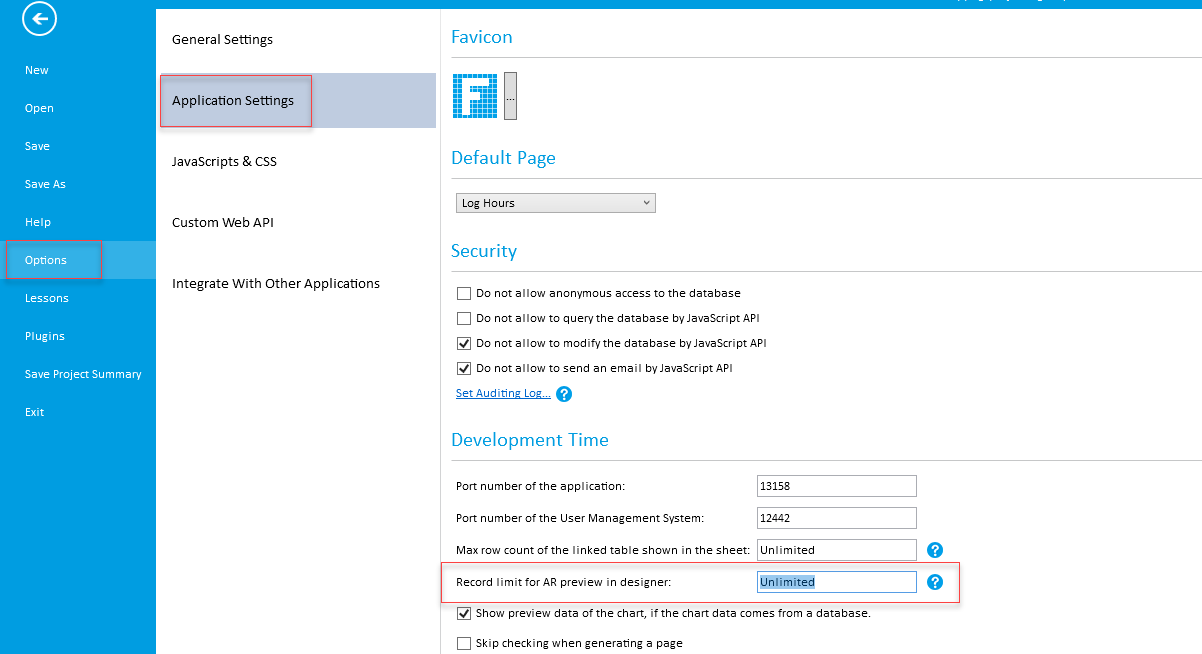 New
Open
Save
Save As
Help
Options
Lessons
Plugins
Save Project Summary
Exit
General Settings
Application Settings
JavaScripts & CSS
Custom Web API
Integrate With Other Applications
Favicon
F
...
Default Page
Log Hours
Security
Do not allow anonymous access to the database
Do not allow to query the database by JavaScript API
Do not allow to modify the database by JavaScript API
Do not allow to send an email by JavaScript API
Set Auditing Log... ?
Development Time
Port number of the application: 13158
Port number of the User Management System: 12442
Max row count of the linked table shown in the sheet: Unlimited ?
Record limit for AR preview in designer: Unlimited ?
Show preview data of the chart, if the chart data comes from a database.
Skip checking when generating a page